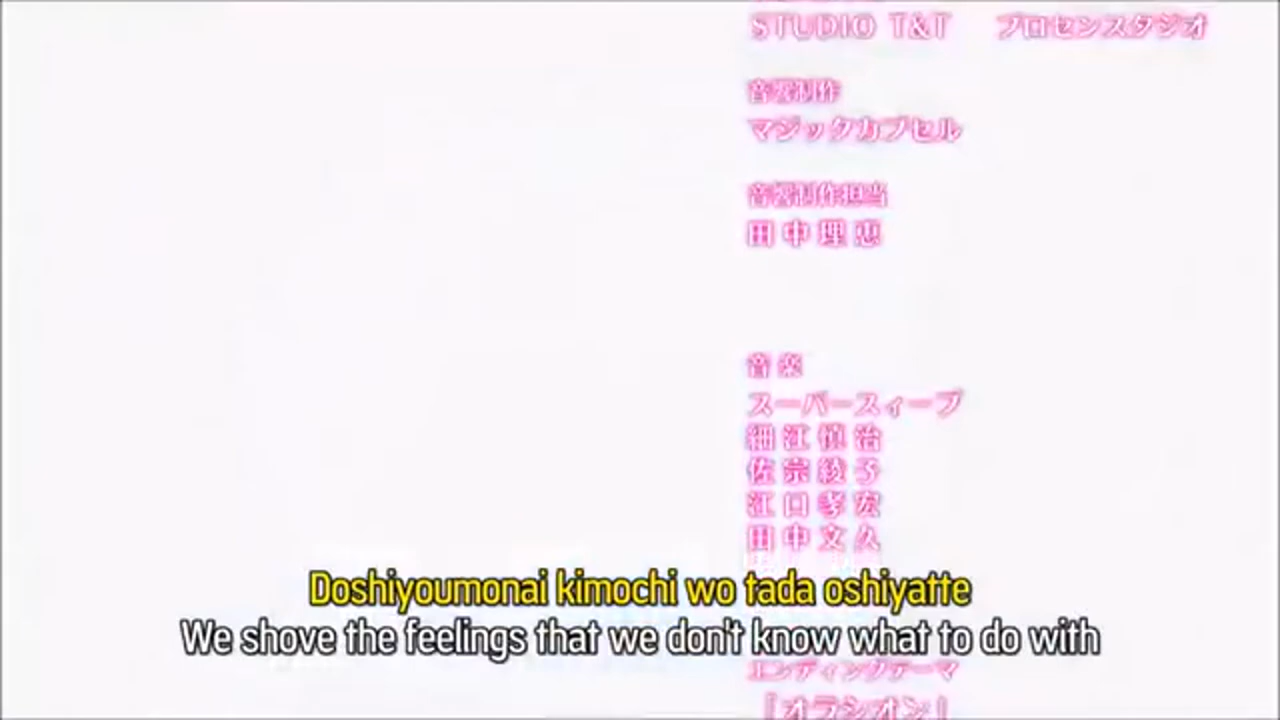 STUDIO T&T プロセンスタジオ
音響制作
マジックカプセル
音響制作担当
田中理恵
音楽
スーパースィープ
細江慎治
佐宗綾子
江口孝宏
田中文久
Doshiyoumonai kimochi wo tada oshiyatte
We shove the feelings that we don't know what to do with
エンディングテーマ
「オラシオン」